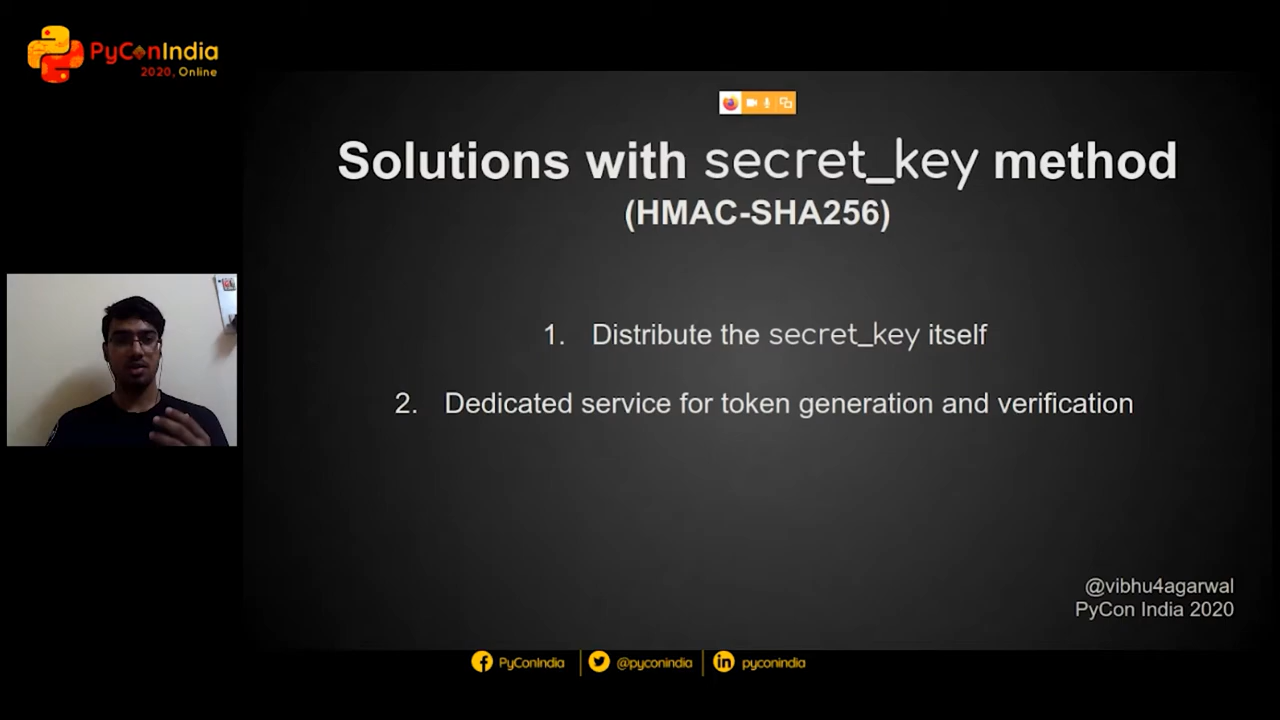 PyConIndia
2020, Online
Solutions with secret_key method
(HMAC-SHA256)
1. Distribute the secret_key itself
2. Dedicated service for token generation and verification
@vibhu4agarwal
PyCon India 2020
PyConIndia
@pyconindia
pyconindia